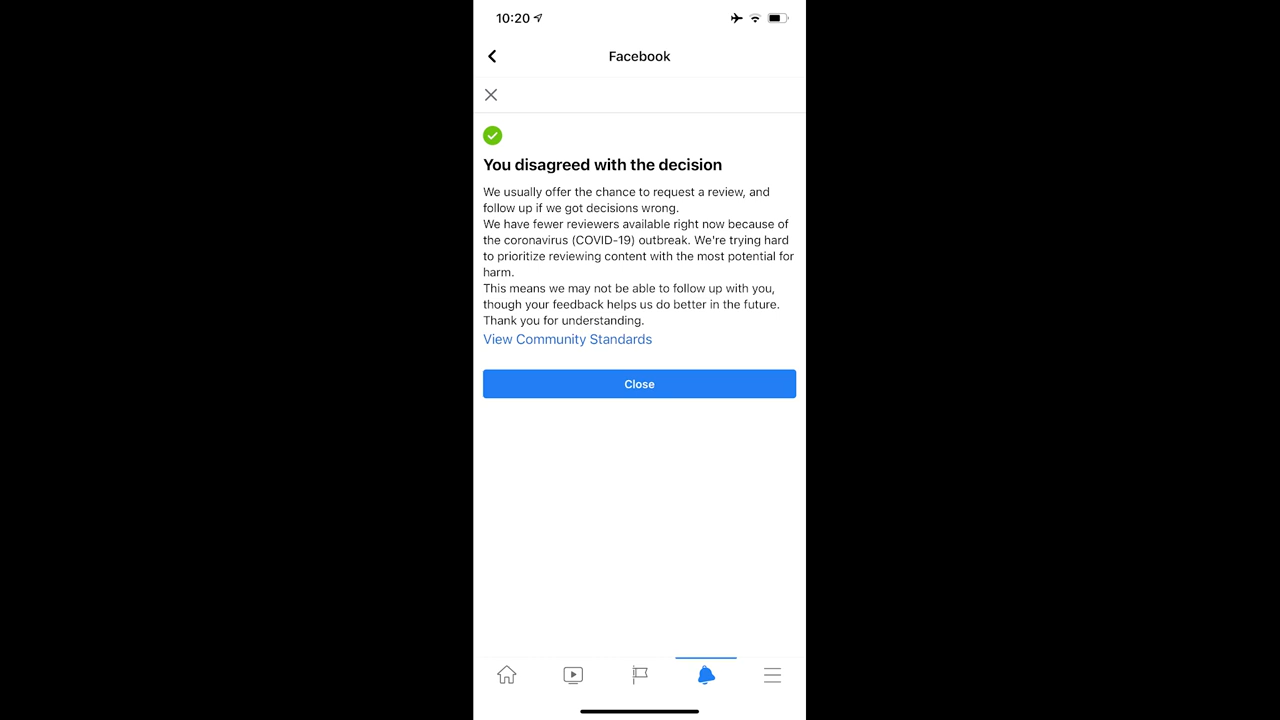 10:20
Facebook
You disagreed with the decision
We usually offer the chance to request a review, and
follow up if we got decisions wrong.
We have fewer reviewers available right now because of
the coronavirus (COVID-19) outbreak. We're trying hard
to prioritize reviewing content with the most potential for
harm.
This means we may not be able to follow up with you,
though your feedback helps us do better in the future.
Thank you for understanding.
View Community Standards
Close